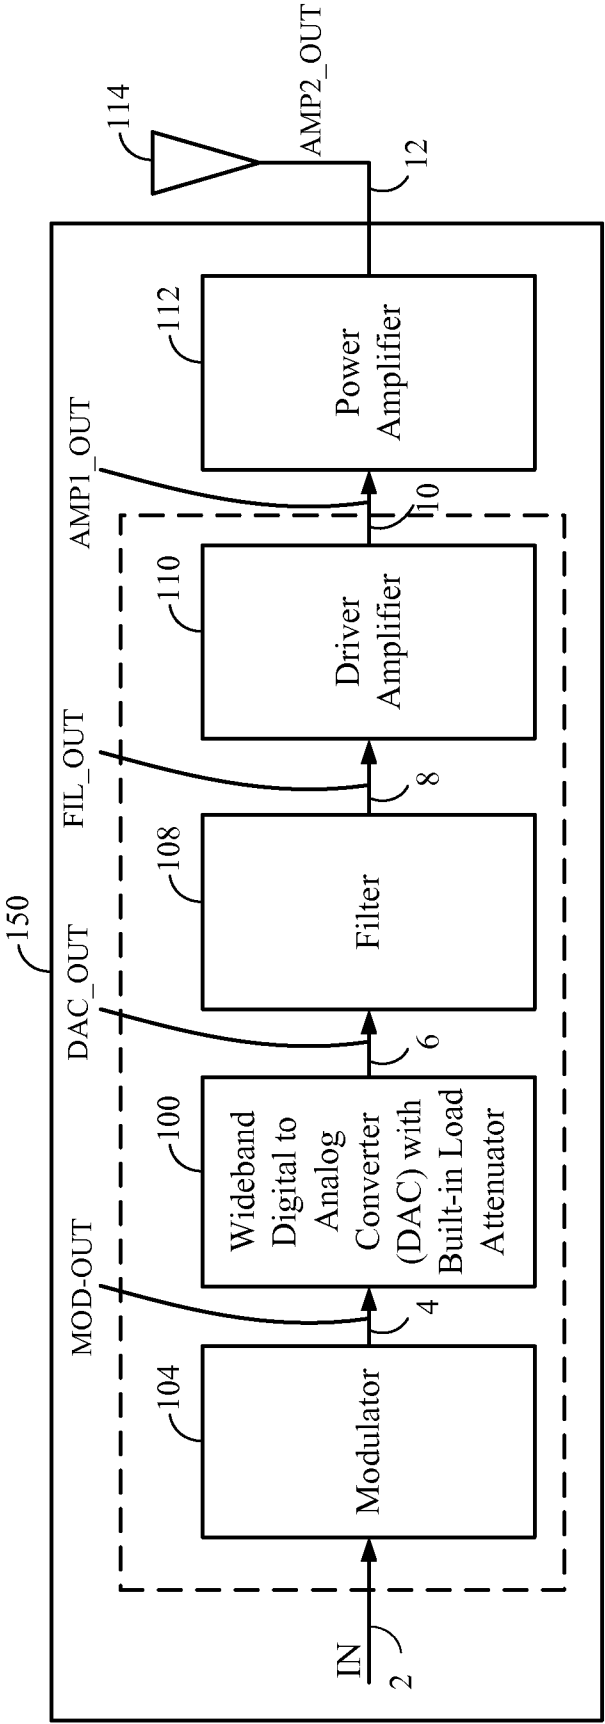 150
MOD-OUT
DAC_OUT
FIL_OUT
AMP1_OUT
114
AMP2_OUT
104
100
108
110
112
IN
2
Modulator
4
Wideband
Digital to
Analog
Converter
(DAC) with
Built-in Load
Attenuator
6
Filter
8
Driver
Amplifier
10
Power
Amplifier
12